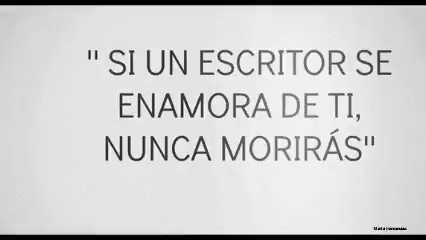 " SI UN ESCRITOR SE
ENAMORA DE TI,
NUNCA MORIRÁS"